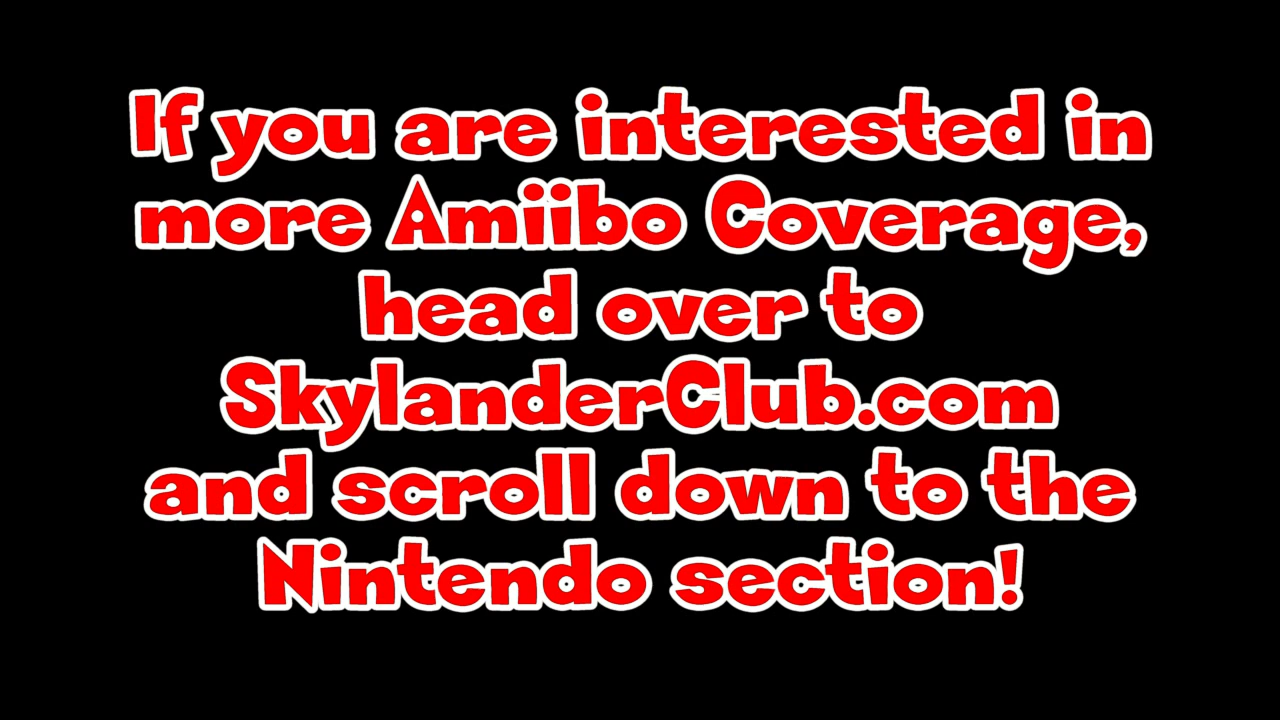 If you are interested in
more Amiibo Coverage,
head over to
SkylanderClub.com
and scroll down to the
Nintendo section!